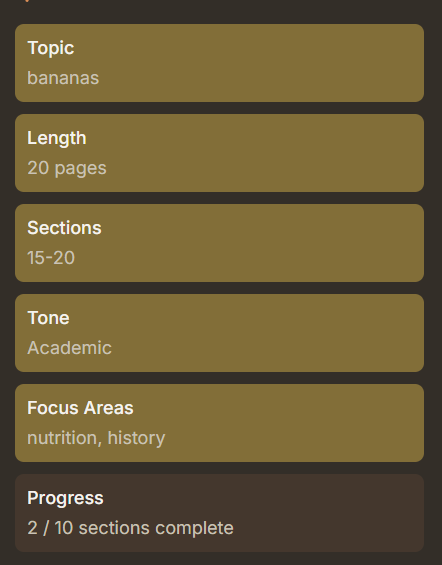 Topic
bananas
Length
20 pages
Sections
15-20
Tone
Academic
Focus Areas
nutrition, history
Progress
2 / 10 sections complete